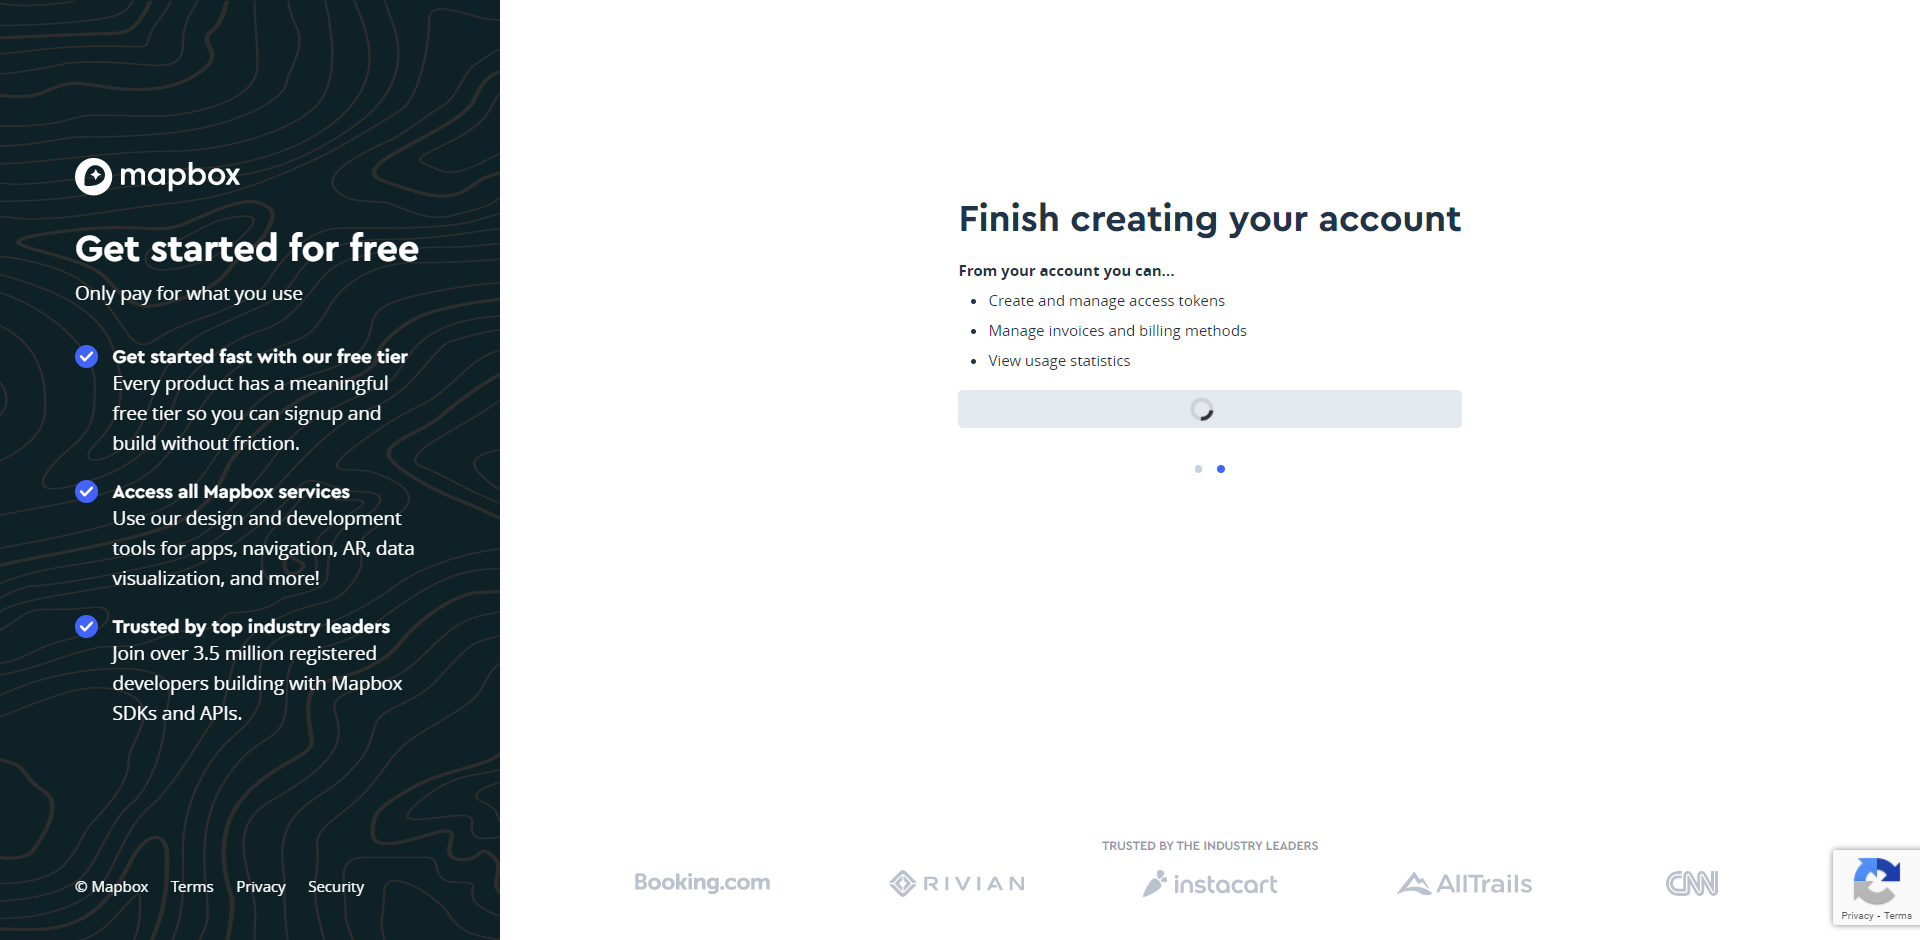 mapbox
Get started for free
Only pay for what you use
Get started fast with our free tier
Every product has a meaningful
free tier so you can signup and
build without friction.
Access all Mapbox services
Use our design and development
tools for apps, navigation, AR, data
visualization, and more!
Trusted by top industry leaders
Join over 3.5 million registered
developers building with Mapbox
SDKs and APIs.
© Mapbox Terms Privacy Security
Finish creating your account
From your account you can...
• Create and manage access tokens
• Manage invoices and billing methods
• View usage statistics
TRUSTED BY THE INDUSTRY LEADERS
Booking.com RIVIAN instacart AllTrails CNN
Privacy - Terms